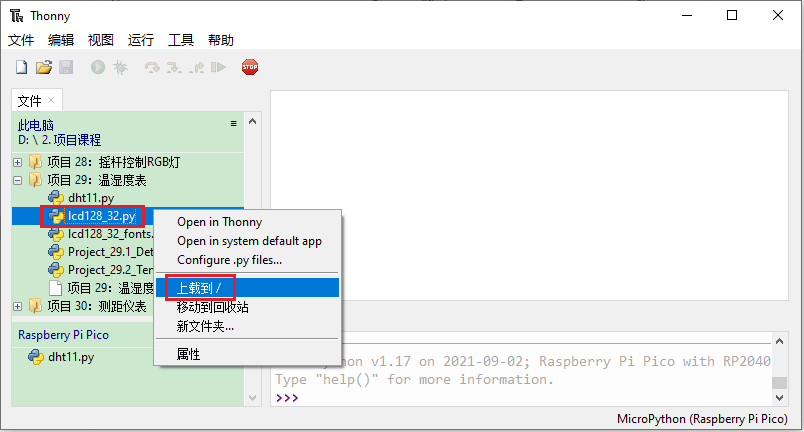 Thonny
文件 编辑 视图 运行 工具 帮助
STOP
文件 ×
此电脑
D: \ 2. 项目课程
项目 28：摇杆控制RGB灯
项目 29：温湿度表
dht11.py
lcd128_32.py
lcd128_32_fonts.
Project_29.1_Det
Project_29.2_Ten
项目 29：温湿度
项目 30：测距仪表
Raspberry Pi Pico
dht11.py
Open in Thonny
Open in system default app
Configure .py files...
上载到 /
移动到回收站
新文件夹...
属性
ython v1.17 on 2021-09-02; Raspberry Pi Pico with RP2040
Type "help()" for more information.
>>>
MicroPython (Raspberry Pi Pico)